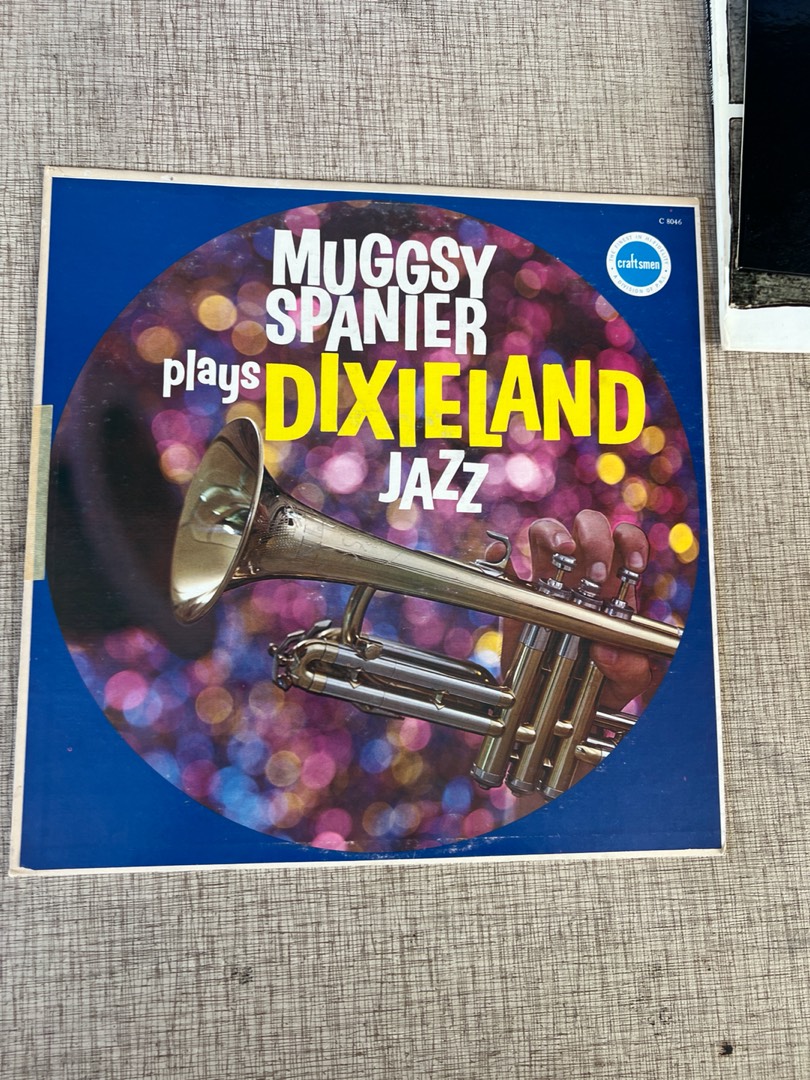 C 8046
MUGGSY
SPANIER
plays DIXIELAND
JAZZ
craftsmen